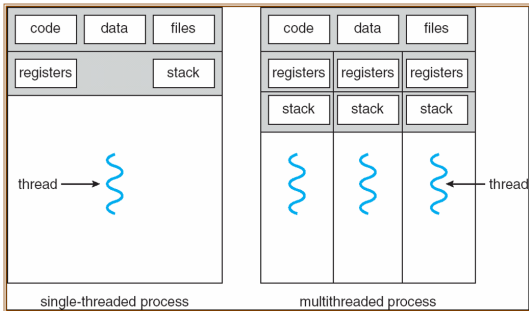 code data files
registers stack
thread
single-threaded process
code data files
registers registers registers
stack stack stack
thread
multithreaded process